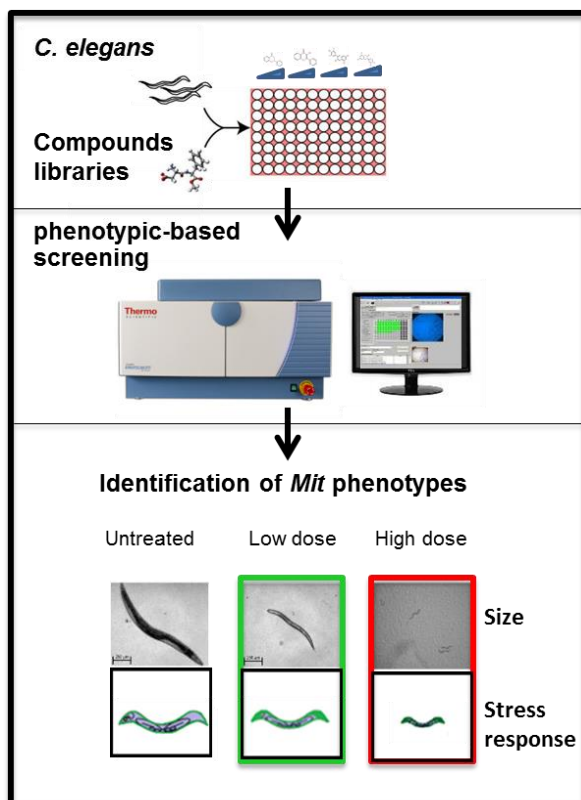 C. elegans
Compounds
libraries
phenotypic-based
screening
Thermo
SCIENTIFIC
Identification of Mit phenotypes
Untreated
Low dose
High dose
Size
Stress
response